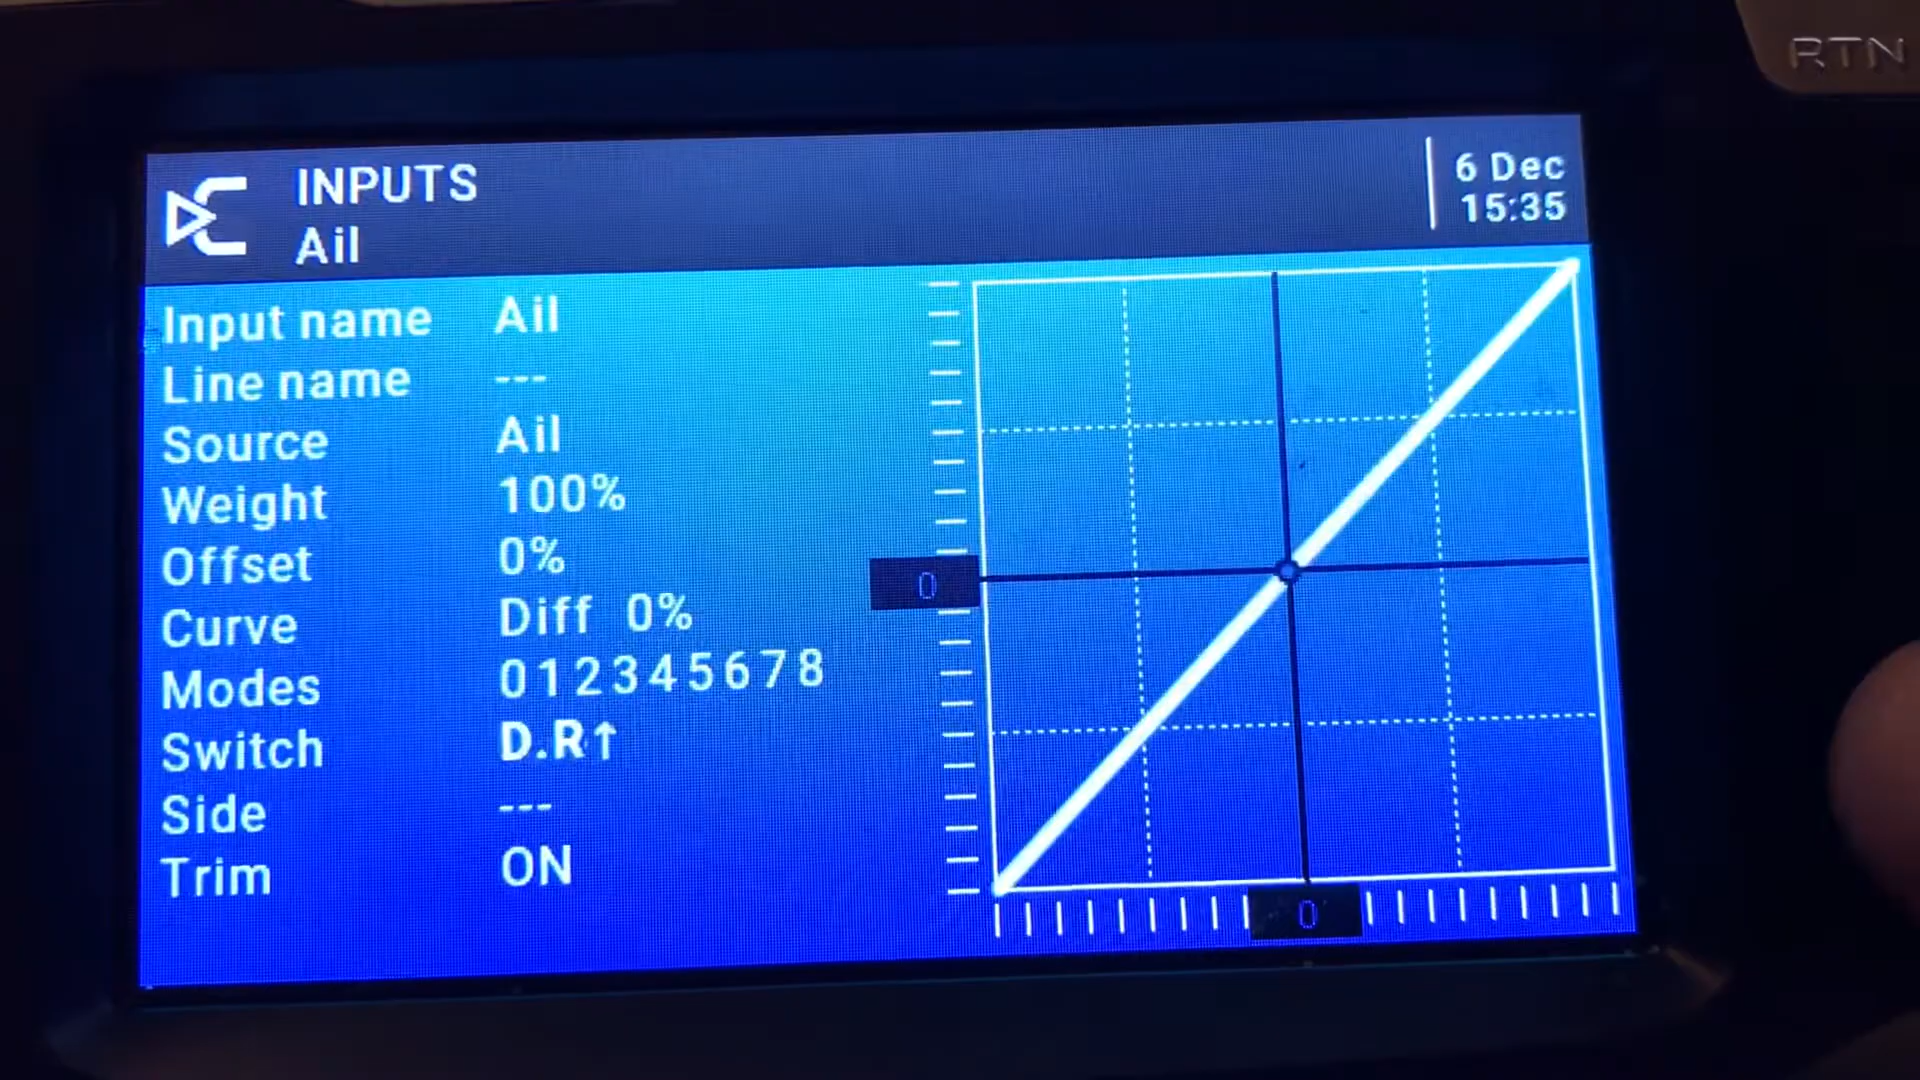 RTN
INPUTS
Ail
6 Dec
15:35
Input name Ail
Line name ---
Source Ail
Weight 100%
Offset 0%
Curve Diff 0%
Modes 012345678
Switch D.R↑
Side ---
Trim ON
0
0